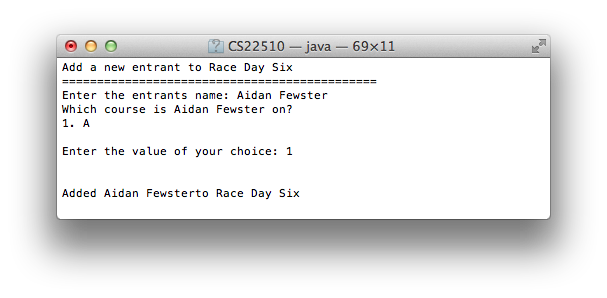 CS22510 — java — 69×11
Add a new entrant to Race Day Six
=============================================
Enter the entrants name: Aidan Fewster
Which course is Aidan Fewster on?
1. A
Enter the value of your choice: 1
Added Aidan Fewsterto Race Day Six